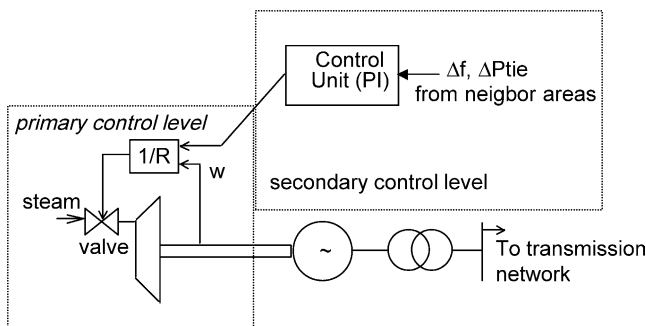 Control
Unit (PI)
Δf, ΔPtie
from neigbor areas
primary control level
1/R
w
secondary control level
steam
valve
~
To transmission
network